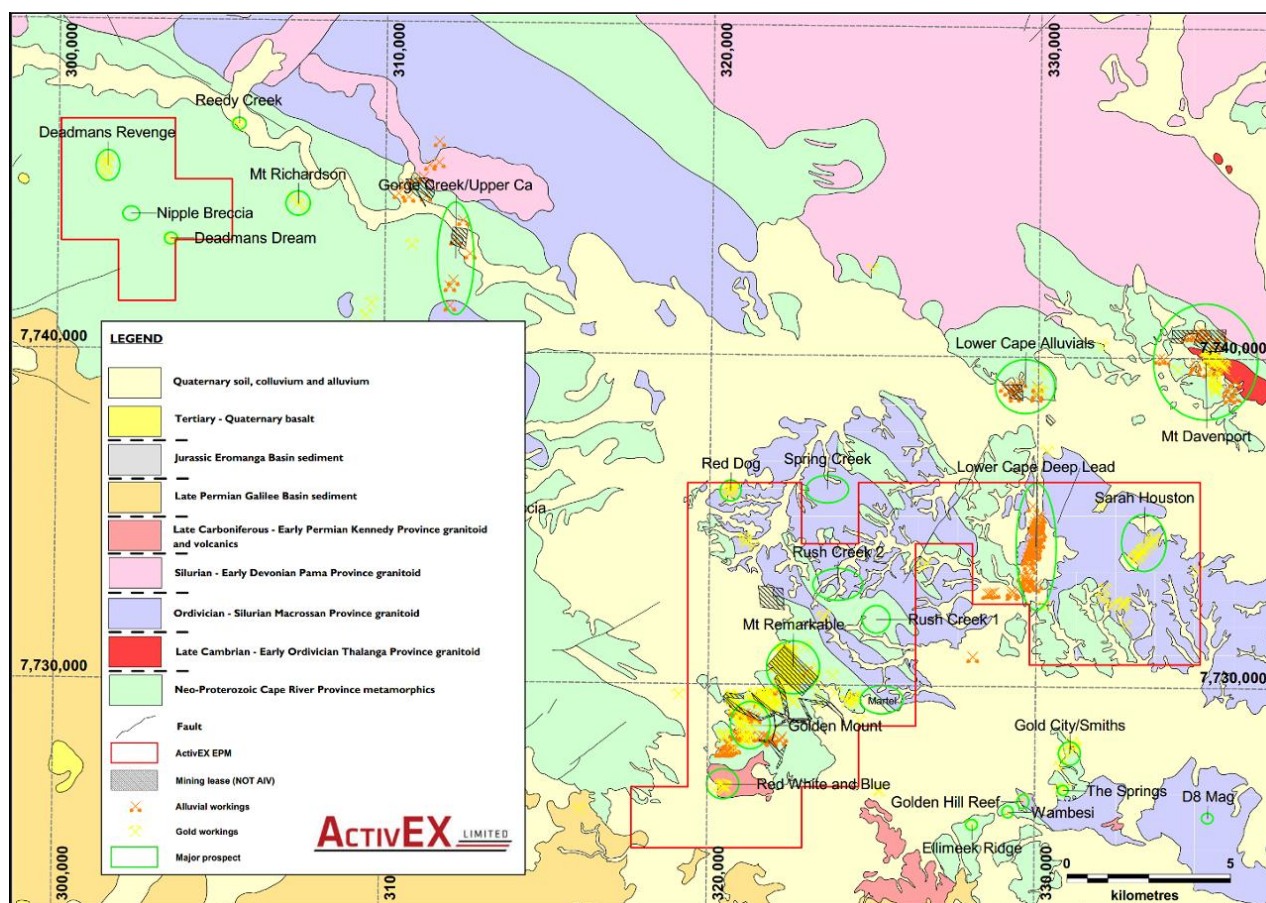 300,000
310,000
320,000
330,000
Reedy Creek
Deadmans Revenge
Mt Richardson
Gorge Creek/Upper Ca
Nipple Breccia
Deadmans Dream
7,740,000
7,740,000
Lower Cape Alluvials
Mt Davenport
LEGEND
Quaternary soil, colluvium and alluvium
Tertiary - Quaternary basalt
Jurassic Eromanga Basin sediment
Late Permian Galilee Basin sediment
Late Carboniferous - Early Permian Kennedy Province granitoid
and volcanics
Silurian - Early Devonian Pama Province granitoid
Ordivician - Silurian Macrossan Province granitoid
Late Cambrian - Early Ordivician Thalanga Province granitoid
Neo-Proterozoic Cape River Province metamorphics
Fault
ActivEX EPM
Mining lease (NOT AIV)
Alluvial workings
Gold workings
Major prospect
ACTIVEX LIMITED
Red Dog
Spring Creek
Lower Cape Deep Lead
Sarah Houston
ccia
Rush Creek 2
Mt Remarkable
Rush Creek 1
7,730,000
7,730,000
Martel
Golden Mount
Gold City/Smiths
Red White and Blue
The Springs
Golden Hill Reef
Wambesi
D8 Mag
Ellimeek Ridge
300,000
310
320,000
330,000
0
5
kilometres